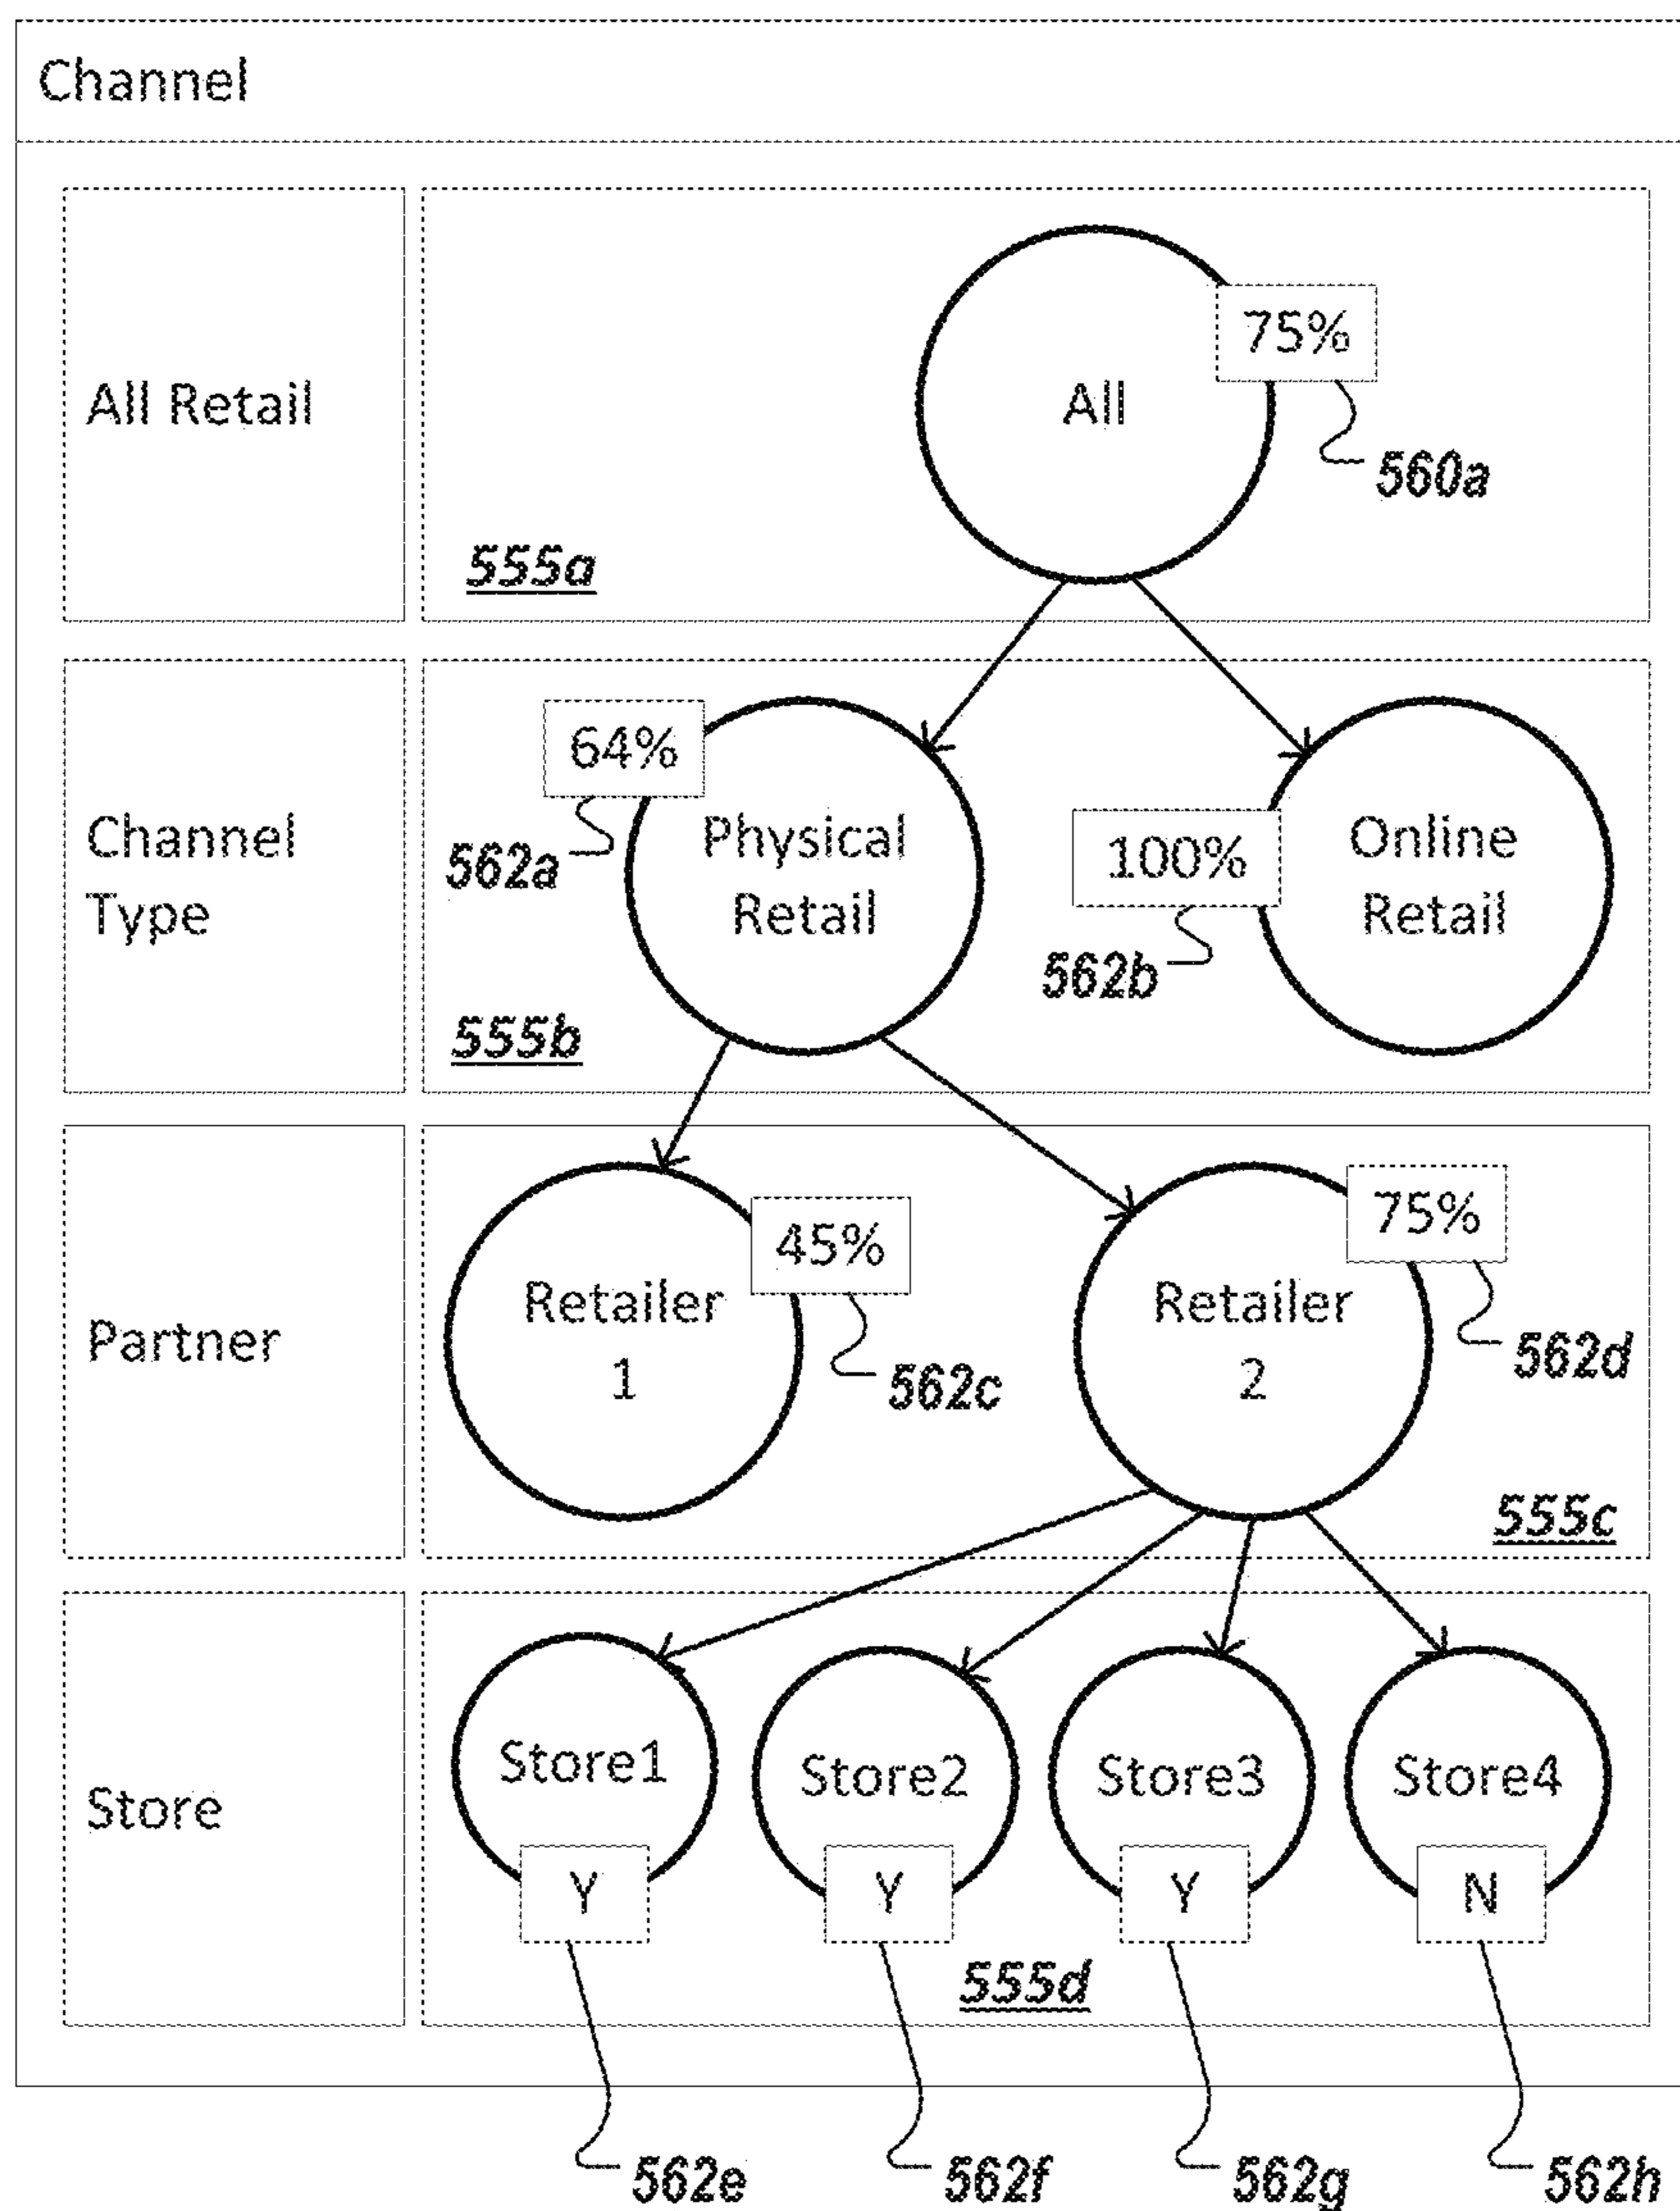 Channel
All Retail
All
75%
560a
555a
Channel
Type
64%
562a
Physical
Retail
100%
562b
Online
Retail
555b
Partner
Retailer
1
45%
562c
Retailer
2
75%
562d
555c
Store
Store1
Store2
Store3
Store4
Y
Y
Y
N
555d
562e
562f
562g
562h